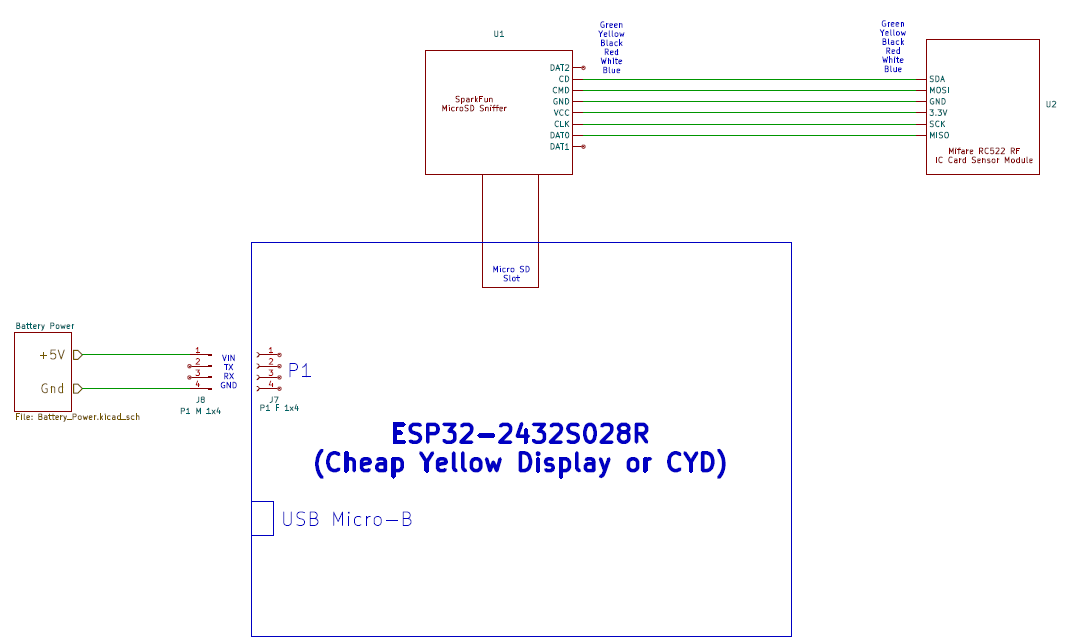 U1
Green
Yellow
Black
Red
White
Blue
Green
Yellow
Black
Red
White
Blue
DAT2
CD
CMD
GND
VCC
CLK
DAT0
DAT1
SparkFun
MicroSD Sniffer
SDA
MOSI
GND
3.3V
SCK
MISO
U2
Mifare RC522 RF
IC Card Sensor Module
Micro SD
Slot
Battery Power
+5V
Gnd
File: Battery_Power.kicad_sch
1
2
3
4
J8
P1 M 1x4
VIN
TX
RX
GND
1
2
3
4
J7
P1 F 1x4
P1
ESP32-2432S028R
(Cheap Yellow Display or CYD)
USB Micro-B